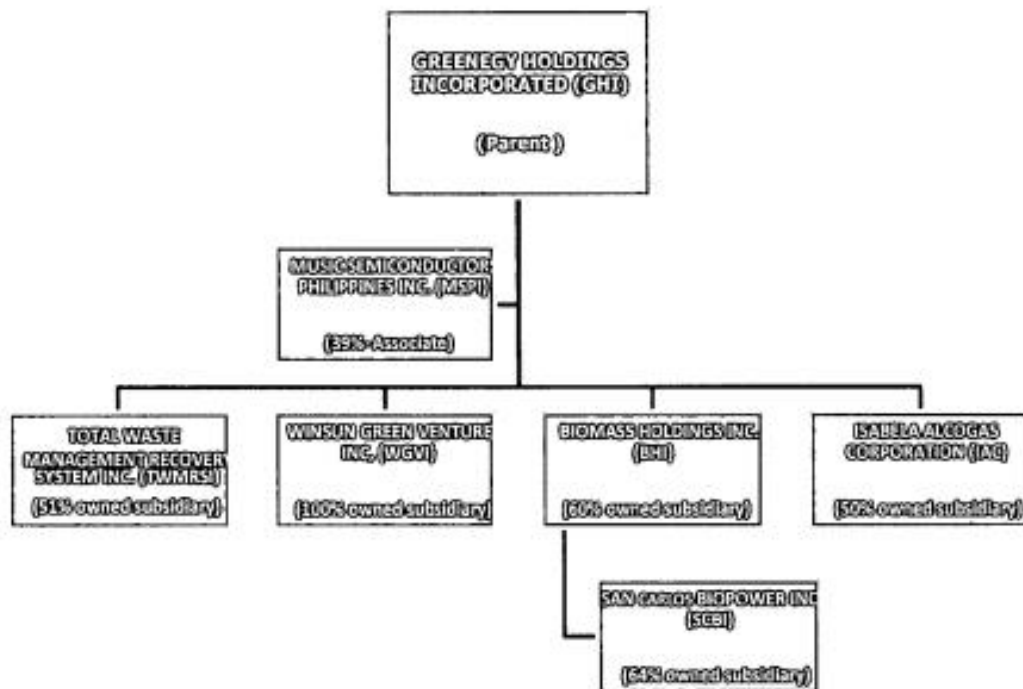 GREENEGY HOLDINGS
INCORPORATED (GHI)
(Parent )
MUSIC SEMICONDUCTOR
PHILIPPINES INC. (MSPI)
(39%-Associate)
TOTAL WASTE
MANAGEMENT RECOVERY
SYSTEM INC. (TWMRSI)
(51% owned subsidiary)
WINSUN GREEN VENTURE
INC, (WGVI)
(100% owned subsidiary)
BIOMASS HOLDINGS INC.
(BHI)
(60% owned subsidiary)
ISABELA ALCOGAS
CORPORATION (IAC)
(50% owned subsidiary)
SAN CARLOS BIOPOWER INC
(SCBI)
(64% owned subsidiary)